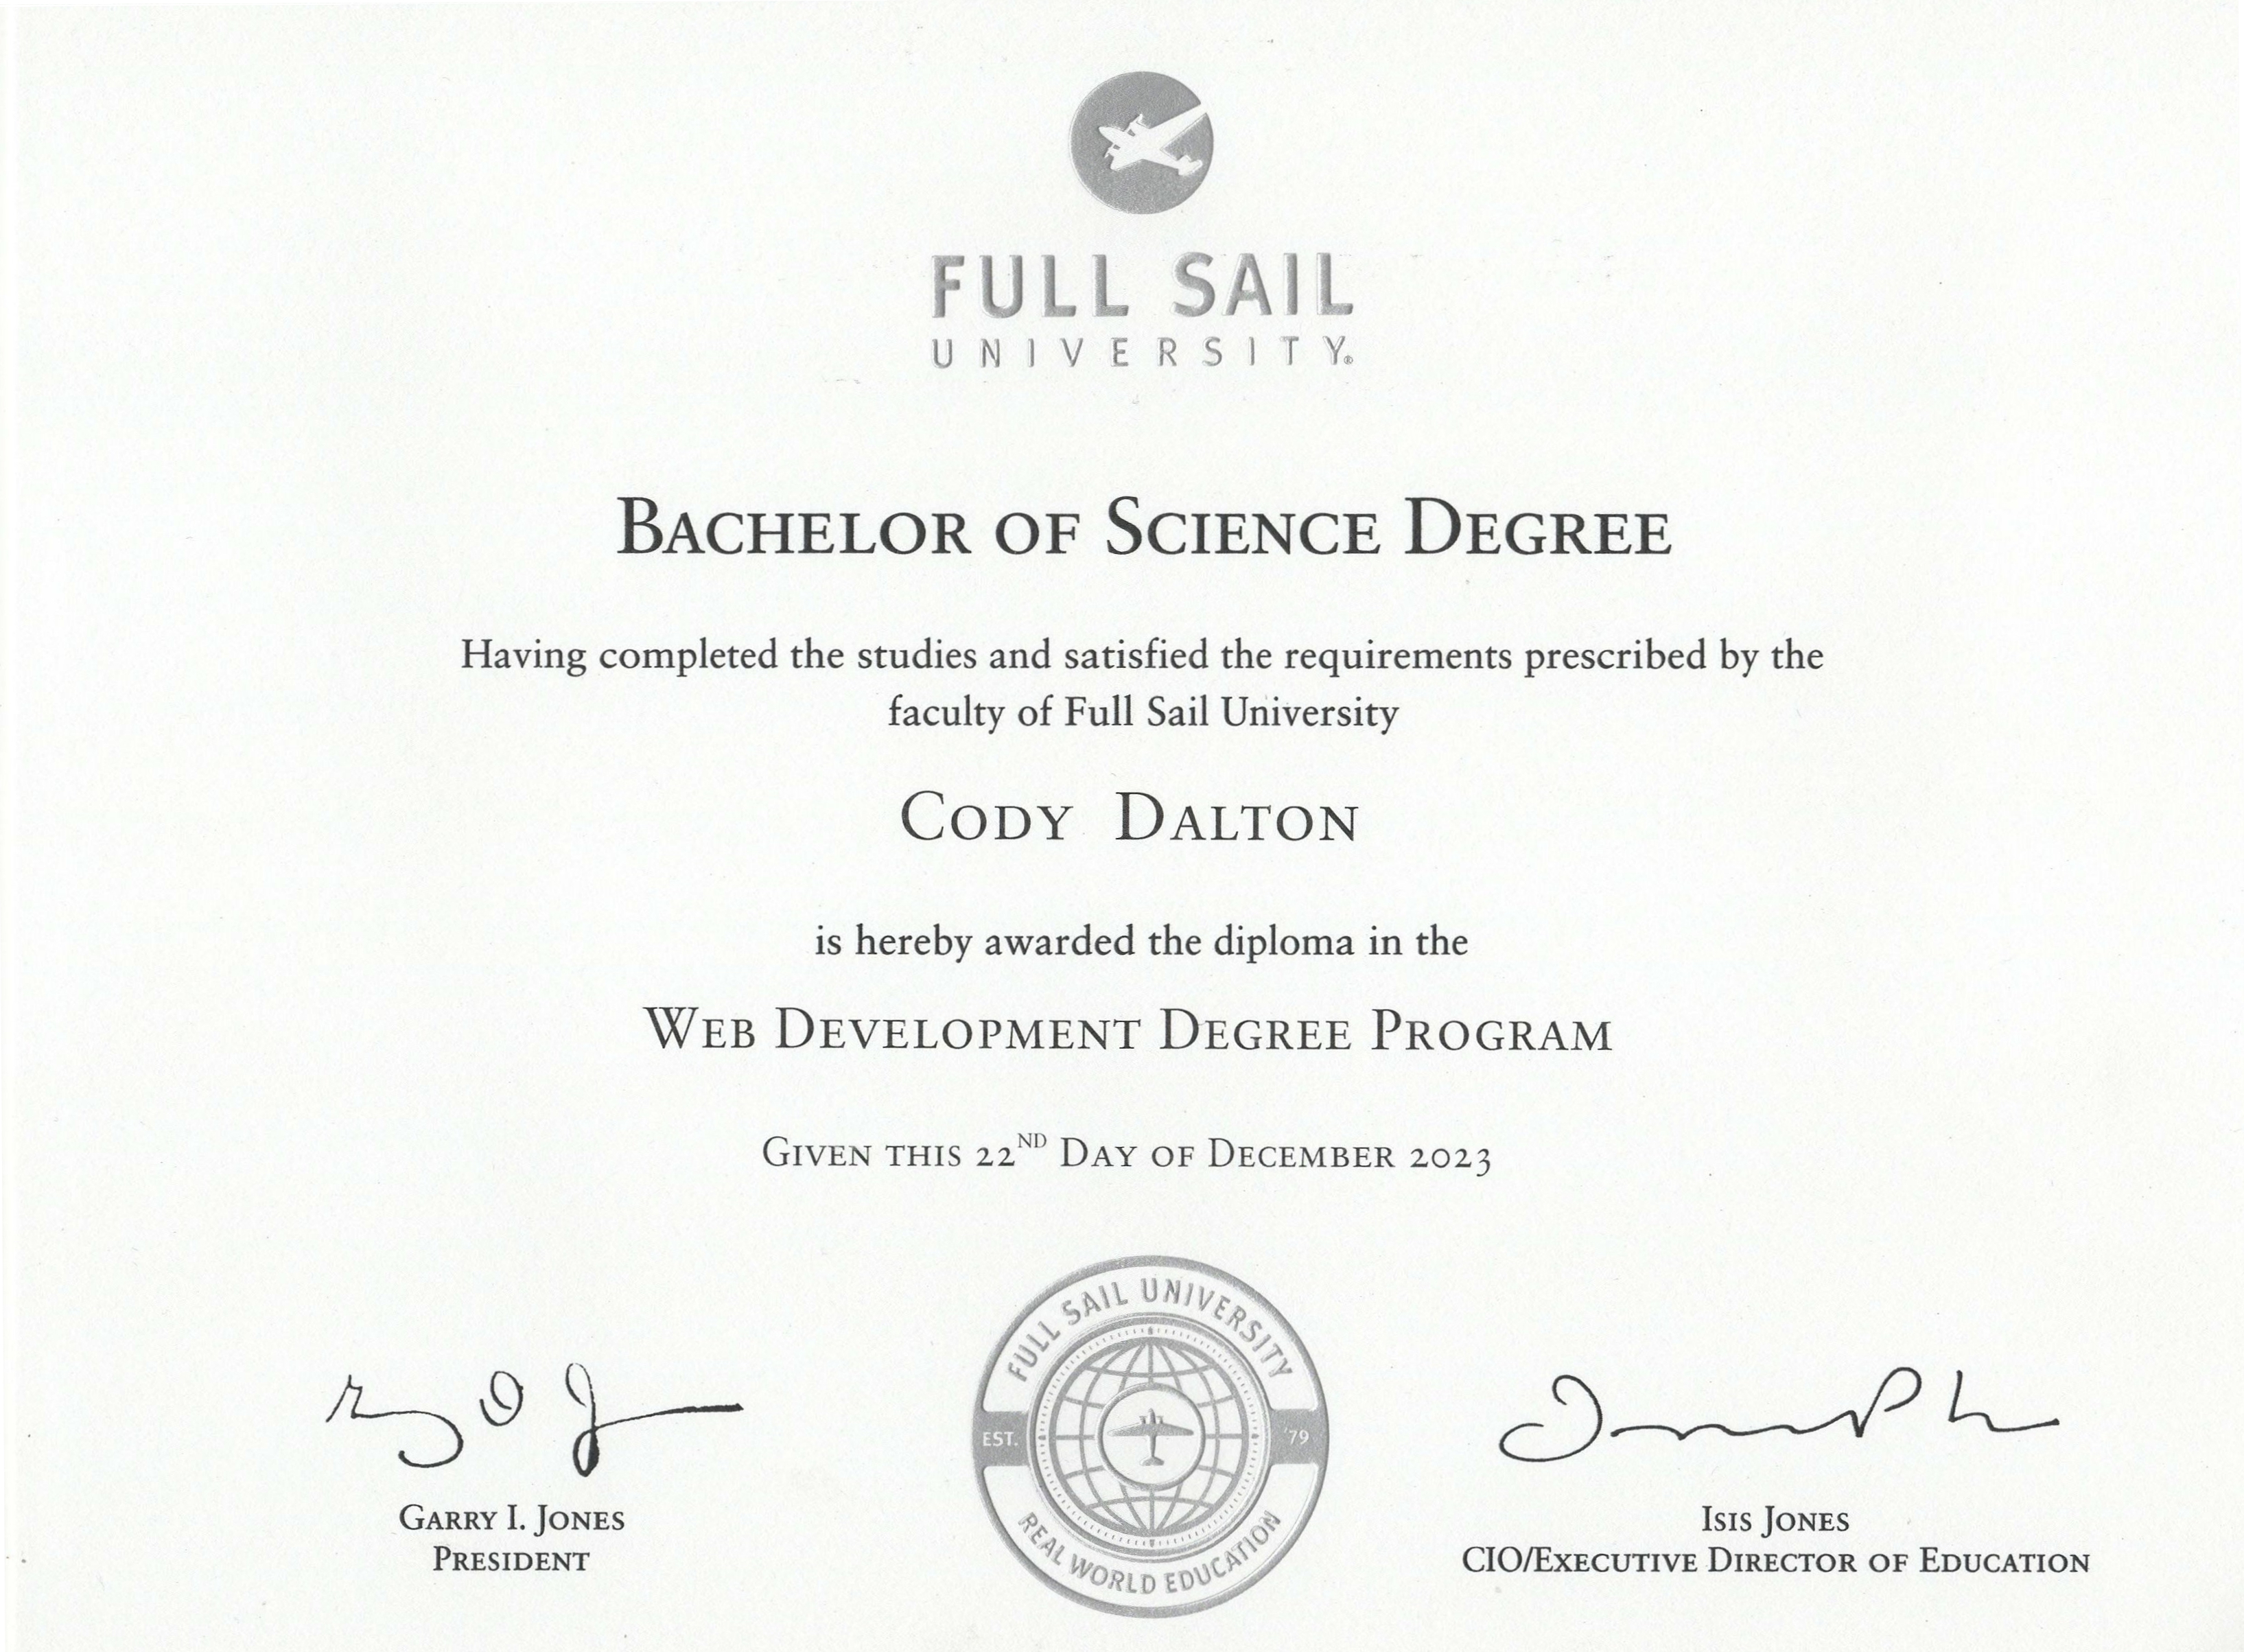 FULL SAIL
UNIVERSITY®
BACHELOR OF SCIENCE DEGREE
Having completed the studies and satisfied the requirements prescribed by the
faculty of Full Sail University
CODY DALTON
is hereby awarded the diploma in the
WEB DEVELOPMENT DEGREE PROGRAM
GIVEN THIS 22ND DAY OF DECEMBER 2023
FULL SAIL UNIVERSITY
EST. '79
REAL WORLD EDUCATION
GARRY I. JONES
PRESIDENT
ISIS JONES
CIO/EXECUTIVE DIRECTOR OF EDUCATION